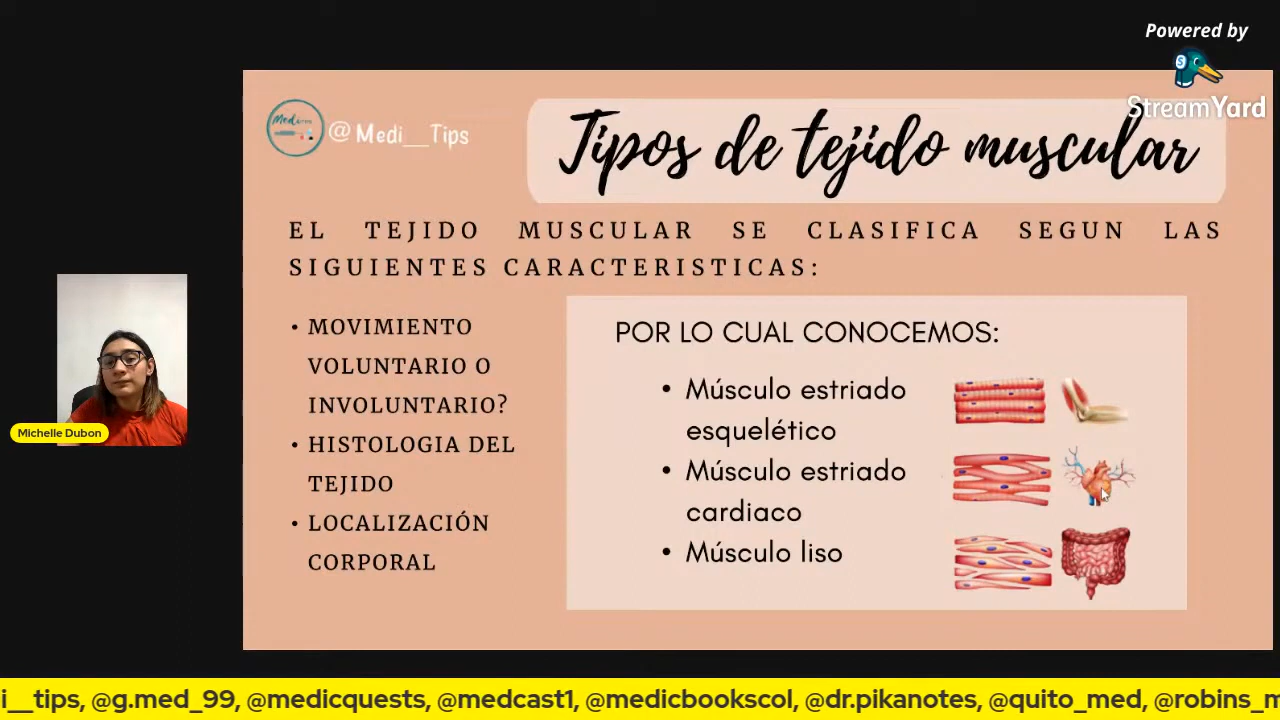 Powered by
StreamYard
Medi
@Medi__Tips
Tipos de tejido muscular
EL TEJIDO MUSCULAR SE CLASIFICA SEGUN LAS
SIGUIENTES CARACTERISTICAS:
• MOVIMIENTO
VOLUNTARIO O
INVOLUNTARIO?
• HISTOLOGIA DEL
TEJIDO
• LOCALIZACIÓN
CORPORAL
POR LO CUAL CONOCEMOS:
• Músculo estriado
esquelético
• Músculo estriado
cardiaco
• Músculo liso
Michelle Dubon
i__tips, @g.med_99, @medicquests, @medcast1, @medicbookscol, @dr.pikanotes, @quito_med, @robins_m